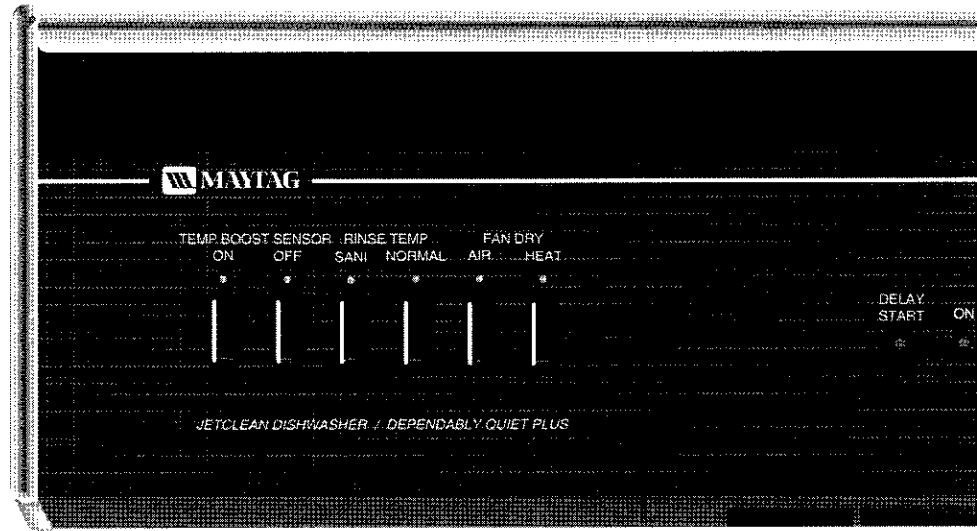 MAYTAG
TEMP BOOST SENSOR RINSE TEMP FAN DRY
ON OFF SANI NORMAL AIR HEAT
DELAY
START ON
JETCLEAN DISHWASHER / DEPENDABLY QUIET PLUS